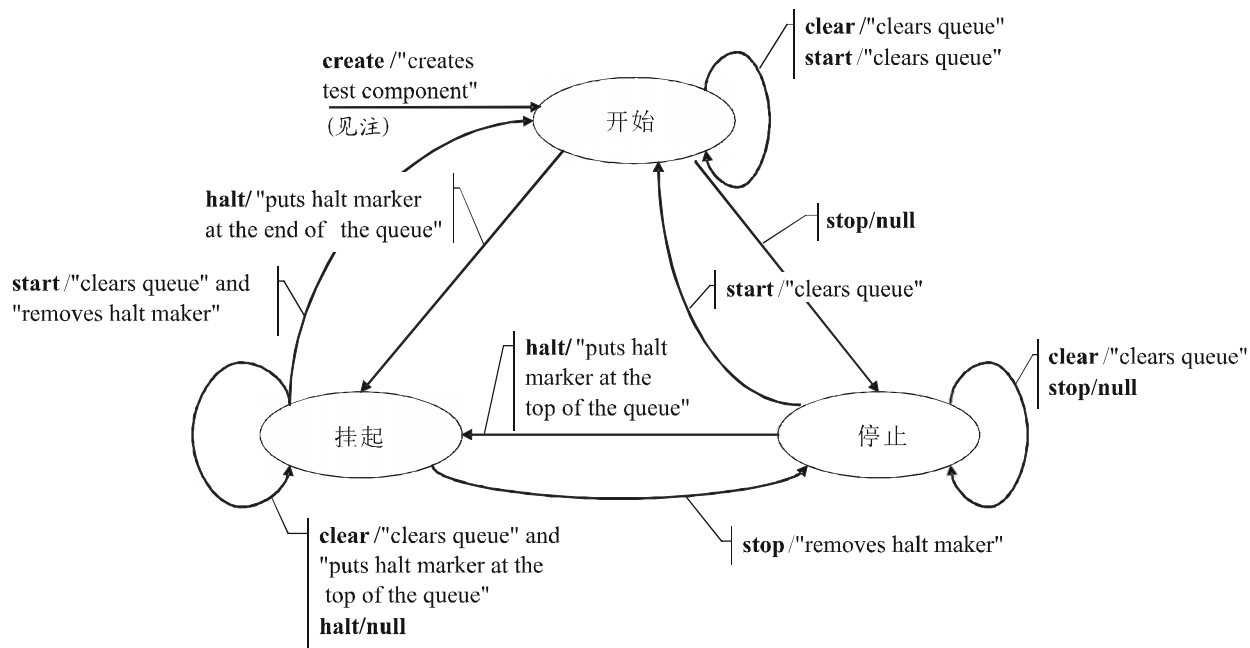 clear /"clears queue"
start /"clears queue"
create /"creates
test component"
(见注)
开始
halt/ "puts halt marker
at the end of the queue"
stop/null
start /"clears queue" and
"removes halt maker"
start /"clears queue"
halt/ "puts halt
marker at the
top of the queue"
clear /"clears queue"
stop/null
挂起
停止
clear /"clears queue" and
"puts halt marker at the
top of the queue"
halt/null
stop /"removes halt maker"